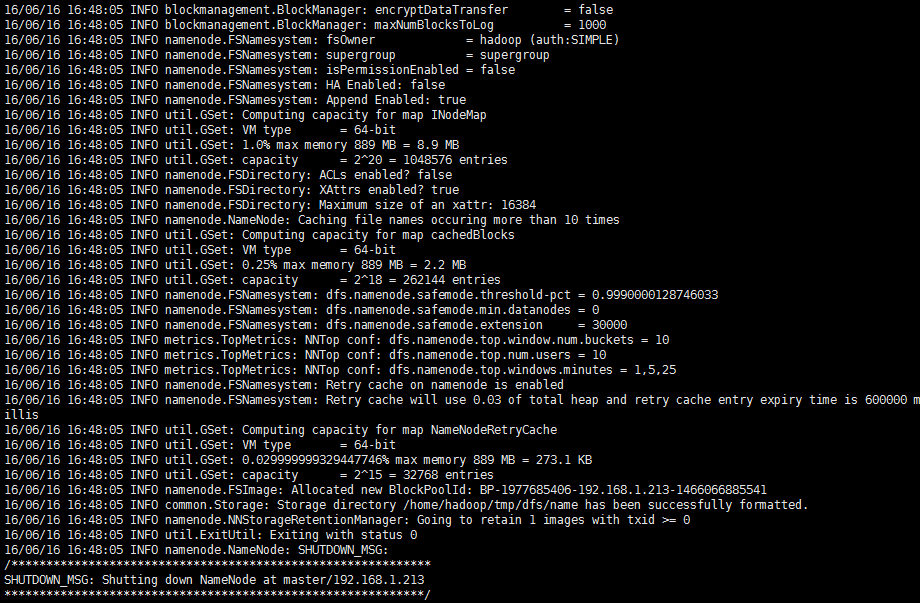 16/06/16 16:48:05 INFO blockmanagement.BlockManager: encryptDataTransfer        = false
16/06/16 16:48:05 INFO blockmanagement.BlockManager: maxNumBlocksToLog          = 1000
16/06/16 16:48:05 INFO namenode.FSNamesystem: fsOwner             = hadoop (auth:SIMPLE)
16/06/16 16:48:05 INFO namenode.FSNamesystem: supergroup          = supergroup
16/06/16 16:48:05 INFO namenode.FSNamesystem: isPermissionEnabled = false
16/06/16 16:48:05 INFO namenode.FSNamesystem: HA Enabled: false
16/06/16 16:48:05 INFO namenode.FSNamesystem: Append Enabled: true
16/06/16 16:48:05 INFO util.GSet: Computing capacity for map INodeMap
16/06/16 16:48:05 INFO util.GSet: VM type       = 64-bit
16/06/16 16:48:05 INFO util.GSet: 1.0% max memory 889 MB = 8.9 MB
16/06/16 16:48:05 INFO util.GSet: capacity      = 2^20 = 1048576 entries
16/06/16 16:48:05 INFO namenode.FSDirectory: ACLs enabled? false
16/06/16 16:48:05 INFO namenode.FSDirectory: XAttrs enabled? true
16/06/16 16:48:05 INFO namenode.FSDirectory: Maximum size of an xattr: 16384
16/06/16 16:48:05 INFO namenode.NameNode: Caching file names occuring more than 10 times
16/06/16 16:48:05 INFO util.GSet: Computing capacity for map cachedBlocks
16/06/16 16:48:05 INFO util.GSet: VM type       = 64-bit
16/06/16 16:48:05 INFO util.GSet: 0.25% max memory 889 MB = 2.2 MB
16/06/16 16:48:05 INFO util.GSet: capacity      = 2^18 = 262144 entries
16/06/16 16:48:05 INFO namenode.FSNamesystem: dfs.namenode.safemode.threshold-pct = 0.9990000128746033
16/06/16 16:48:05 INFO namenode.FSNamesystem: dfs.namenode.safemode.min.datanodes = 0
16/06/16 16:48:05 INFO namenode.FSNamesystem: dfs.namenode.safemode.extension     = 30000
16/06/16 16:48:05 INFO metrics.TopMetrics: NNTop conf: dfs.namenode.top.window.num.buckets = 10
16/06/16 16:48:05 INFO metrics.TopMetrics: NNTop conf: dfs.namenode.top.num.users = 10
16/06/16 16:48:05 INFO metrics.TopMetrics: NNTop conf: dfs.namenode.top.windows.minutes = 1,5,25
16/06/16 16:48:05 INFO namenode.FSNamesystem: Retry cache on namenode is enabled
16/06/16 16:48:05 INFO namenode.FSNamesystem: Retry cache will use 0.03 of total heap and retry cache entry expiry time is 600000 m
illis
16/06/16 16:48:05 INFO util.GSet: Computing capacity for map NameNodeRetryCache
16/06/16 16:48:05 INFO util.GSet: VM type       = 64-bit
16/06/16 16:48:05 INFO util.GSet: 0.029999999329447746% max memory 889 MB = 273.1 KB
16/06/16 16:48:05 INFO util.GSet: capacity      = 2^15 = 32768 entries
16/06/16 16:48:05 INFO namenode.FSImage: Allocated new BlockPoolId: BP-1977685406-192.168.1.213-1466066885541
16/06/16 16:48:05 INFO common.Storage: Storage directory /home/hadoop/tmp/dfs/name has been successfully formatted.
16/06/16 16:48:05 INFO namenode.NNStorageRetentionManager: Going to retain 1 images with txid >= 0
16/06/16 16:48:05 INFO util.ExitUtil: Exiting with status 0
16/06/16 16:48:05 INFO namenode.NameNode: SHUTDOWN_MSG:
/************************************************************
SHUTDOWN_MSG: Shutting down NameNode at master/192.168.1.213
************************************************************/